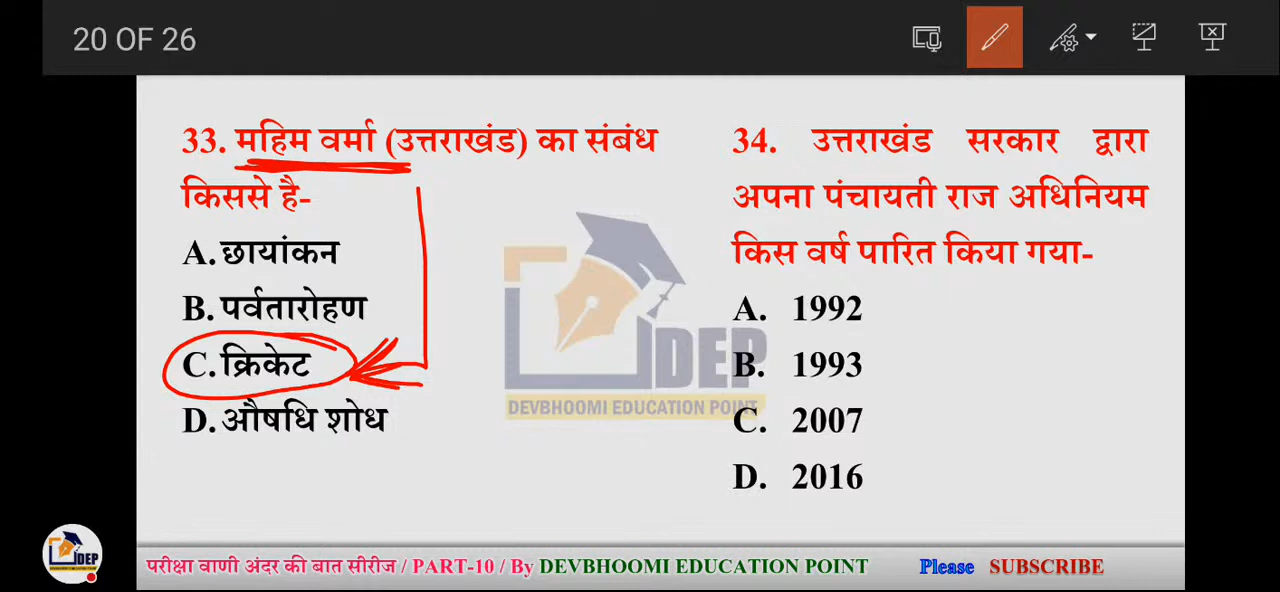 20 OF 26
33. महिम वर्मा (उत्तराखंड) का संबंध
किससे है-
A. छायांकन
B. पर्वतारोहण
C. क्रिकेट
D. औषधि शोध
34. उत्तराखंड सरकार द्वारा
अपना पंचायती राज अधिनियम
किस वर्ष पारित किया गया-
A. 1992
B. 1993
C. 2007
D. 2016
DEP
DEVBHOOMI EDUCATION POINT
DEP
परीक्षा वाणी अंदर की बात सीरीज / PART-10 / By DEVBHOOMI EDUCATION POINT
Please SUBSCRIBE